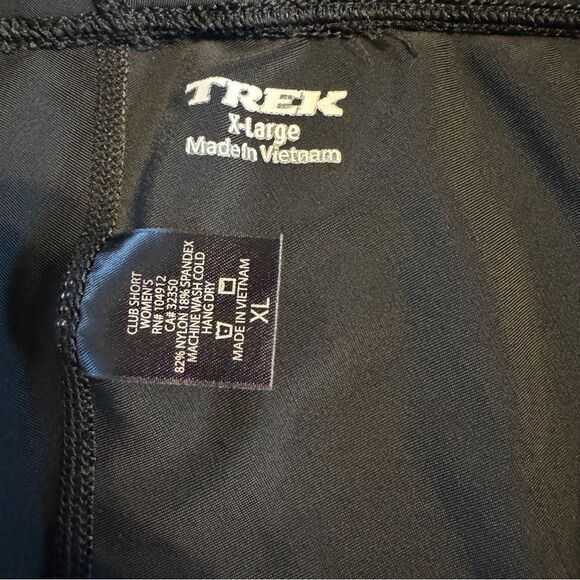 TREK
X-Large
Made In Vietnam
CLUB SHORT
WOMEN'S
RN# 104912
CA# 32350
82% NYLON 18% SPANDEX
MACHINE WASH COLD
HANG DRY
MADE IN VIETNAM
XL